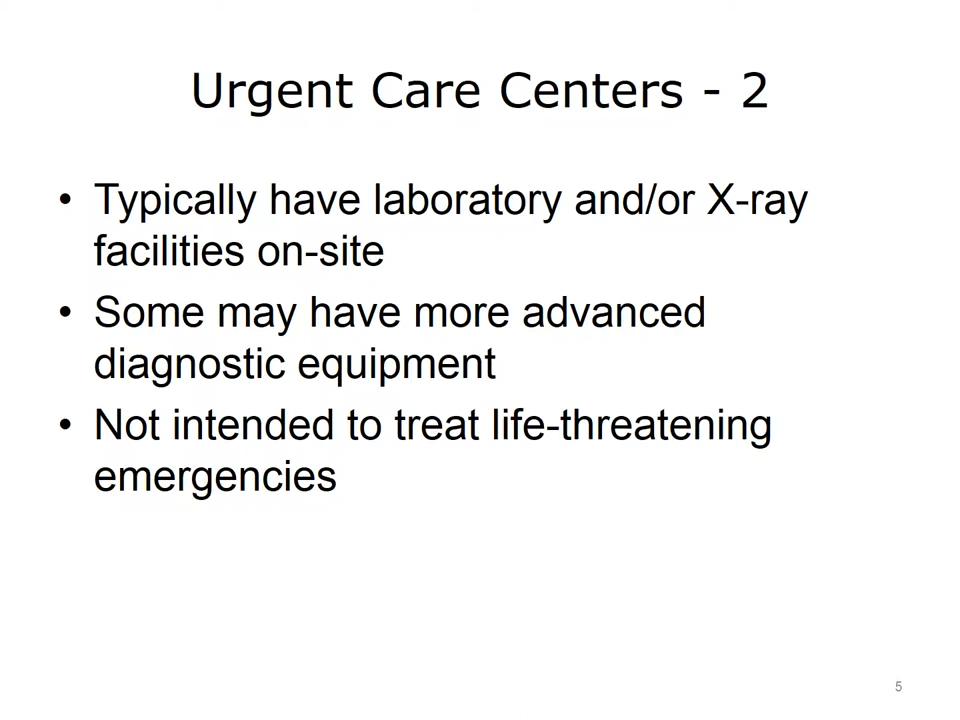 Urgent Care Centers - 2
• Typically have laboratory and/or X-ray
facilities on-site
• Some may have more advanced
diagnostic equipment
• Not intended to treat life-threatening
emergencies
5